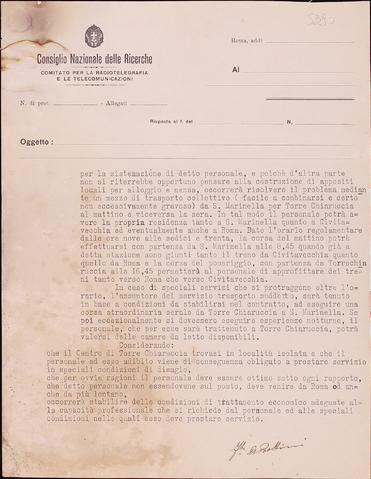 Consiglio Nazionale delle Ricerche
COMITATO PER LA RADIOTELEGRAFIA
E LE TELECOMUNICAZIONI
Roma, addì
Al
N. di prot. - Allegati
Risposta al f. del N.
Oggetto :
per la sistemazione di detto personale, e poichè d'altra parte
non si riterrebbe opportuno pensare alla costruzione di appositi
locali per alloggio e mensa, occorrerà risolvere il problema median
te un mezzo di trasporto collettivo ( facile a combinarsi e certo
non eccessivamente gravoso) da S. Marinella per Torre Chiaruccia
al mattino e viceversa la sera. In tal modo il personale potrà a-
vere la propria residenza tanto a S. Marinella quanto a Civita-
vecchia ed eventualmente anche a Roma. Dato l'orario regolamentare
dalle ore nove alle sedici e trenta, la corsa del mattino potrà
effettuarsi con partenza da S. Marinella alle 8,45 quando già a
detta stazione sono giunti tanto il treno da Civitavecchia quanto
quello da Roma e la corsa del pomeriggio, con partenza da Torrechia
ruccia alle 16,45 permetterà al personale di approfittare dei tre
ni tanto verso Roma che verso Civitavecchia.
In caso di speciali servizi che si protraggano oltre l'o-
rario, l'assuntore del servizio trasporto suddetto, sarà tenuto
in base a condizioni da stabilirsi nel contratto, ad eseguire una
corsa straordinaria serale da Torre Chiaruccia a S. Marinella. Se
poi eccezionalmente si dovessero eseguire esperienze notturne, il
personale, che per esse sarà trattenuto a Torre Chiaruccia, potrà
valersi delle camere da letto disponibili.
Considerando:
che il Centro di Torre Chiaruccia trovasi in località isolata e che il
personale ad esso adibito viene di conseguenza obbligato a prestare servizio
in speciali condizioni di disagio,
che per ovvie ragioni il personale deve essere ottimo sotto ogni rapporto,
che detto personale non essendovene sul posto, deve venire da Roma od an-
che da più lontano,
occorrerà stabilire delle condizioni di trattamento economico adeguate al-
la capacità professionale che si richiede dal personale ed alle speciali
condizioni nelle quali esso deve prestare servizio.